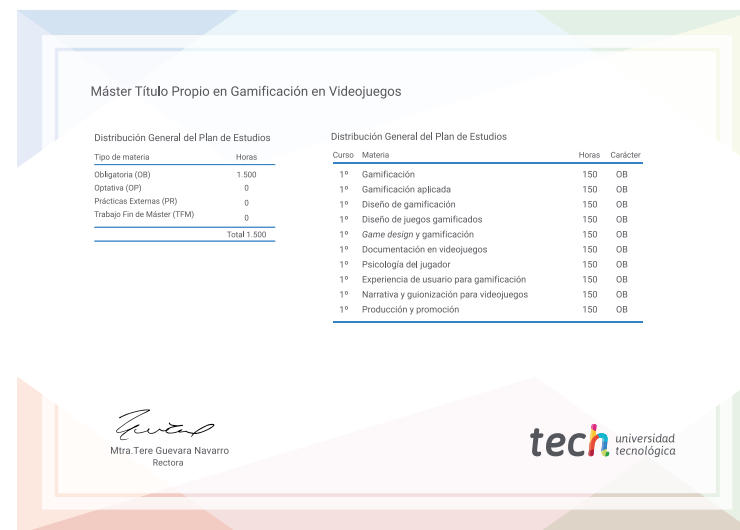 Máster Título Propio en Gamificación en Videojuegos
Distribución General del Plan de Estudios
Tipo de materia Horas
Obligatoria (OB) 1.500
Optativa (OP) 0
Prácticas Externas (PR) 0
Trabajo Fin de Máster (TFM) 0
Total 1.500
Distribución General del Plan de Estudios
Curso Materia Horas Carácter
1º Gamificación 150 OB
1º Gamificación aplicada 150 OB
1º Diseño de gamificación 150 OB
1º Diseño de juegos gamificados 150 OB
1º Game design y gamificación 150 OB
1º Documentación en videojuegos 150 OB
1º Psicología del jugador 150 OB
1º Experiencia de usuario para gamificación 150 OB
1º Narrativa y guionización para videojuegos 150 OB
1º Producción y promoción 150 OB
Mtra.Tere Guevara Navarro
Rectora
tech universidad
tecnológica